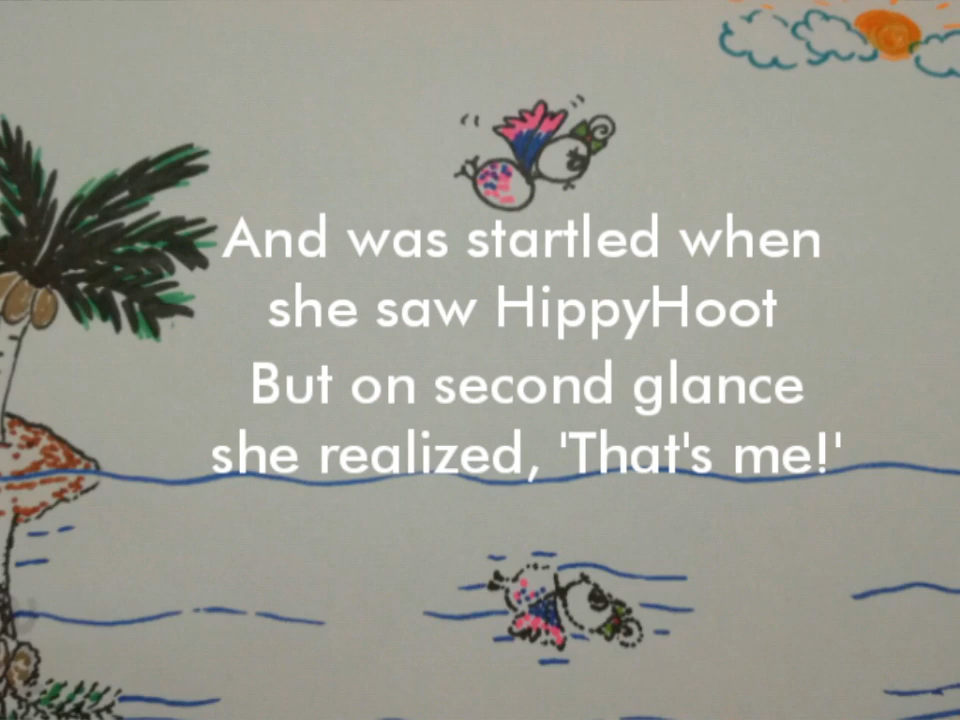 And was startled when
she saw HippyHoot
But on second glance
she realized, 'That's me!'